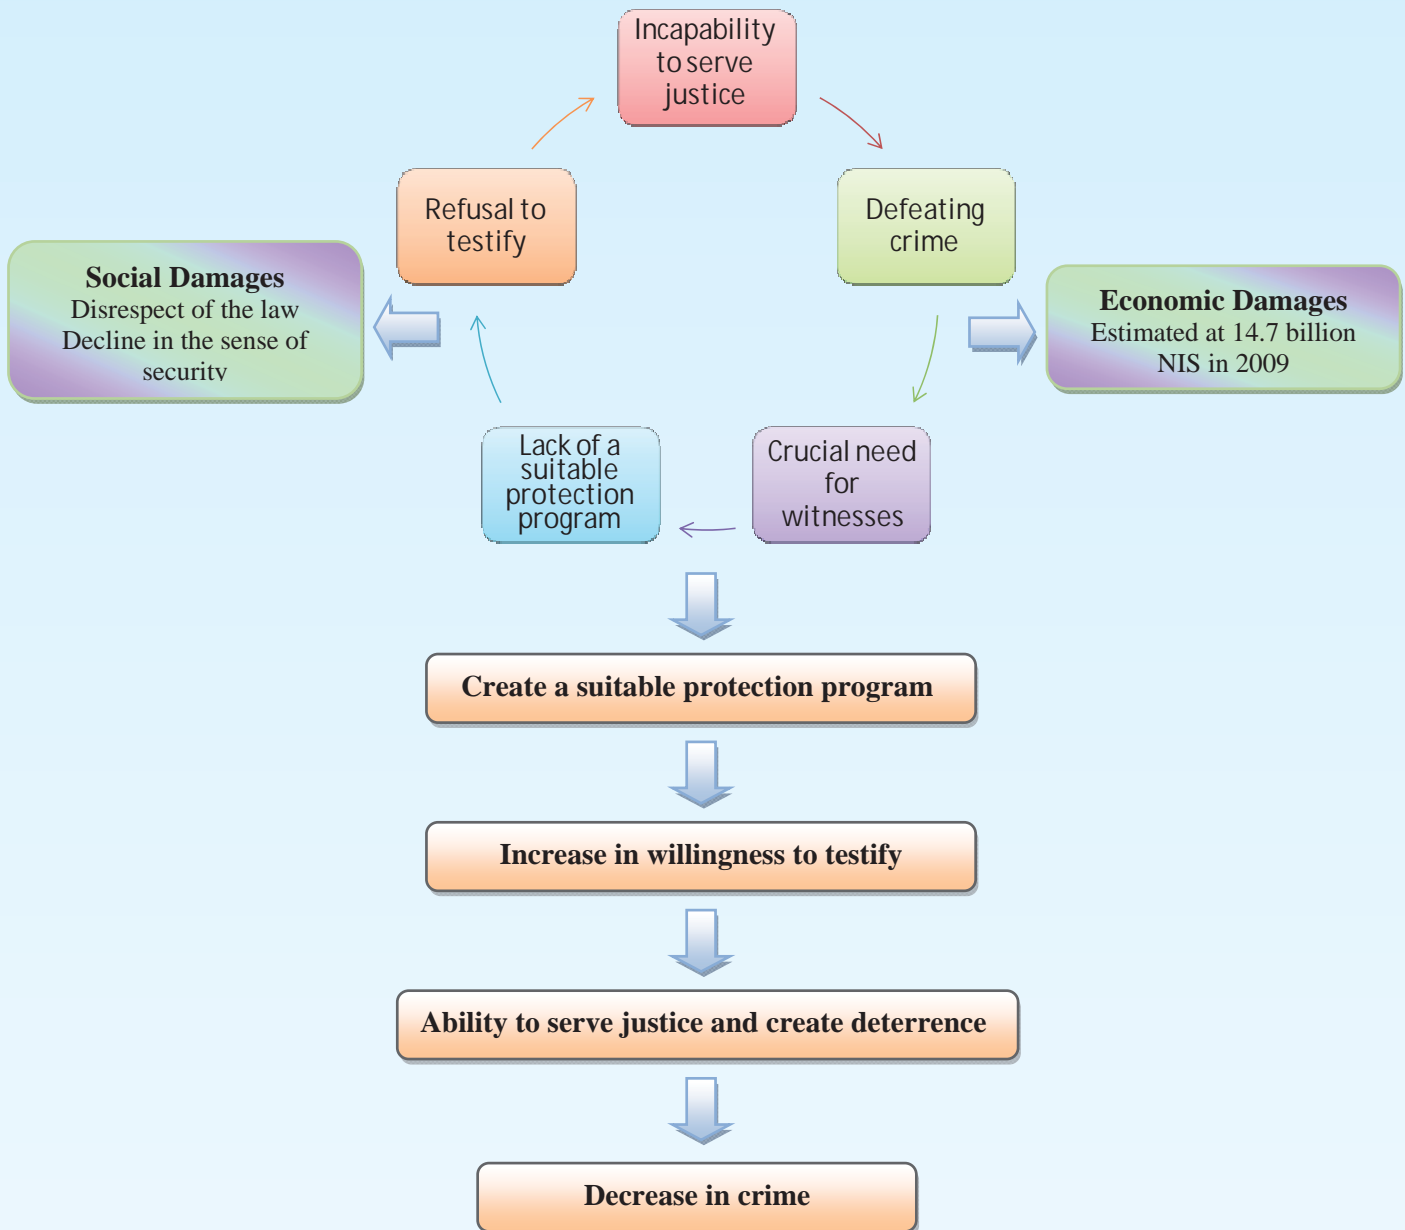 Incapability
to serve
justice
Refusal to
testify
Defeating
crime
Social Damages
Disrespect of the law
Decline in the sense of
security
Economic Damages
Estimated at 14.7 billion
NIS in 2009
Lack of a
suitable
protection
program
Crucial need
for
witnesses
Create a suitable protection program
Increase in willingness to testify
Ability to serve justice and create deterrence
Decrease in crime